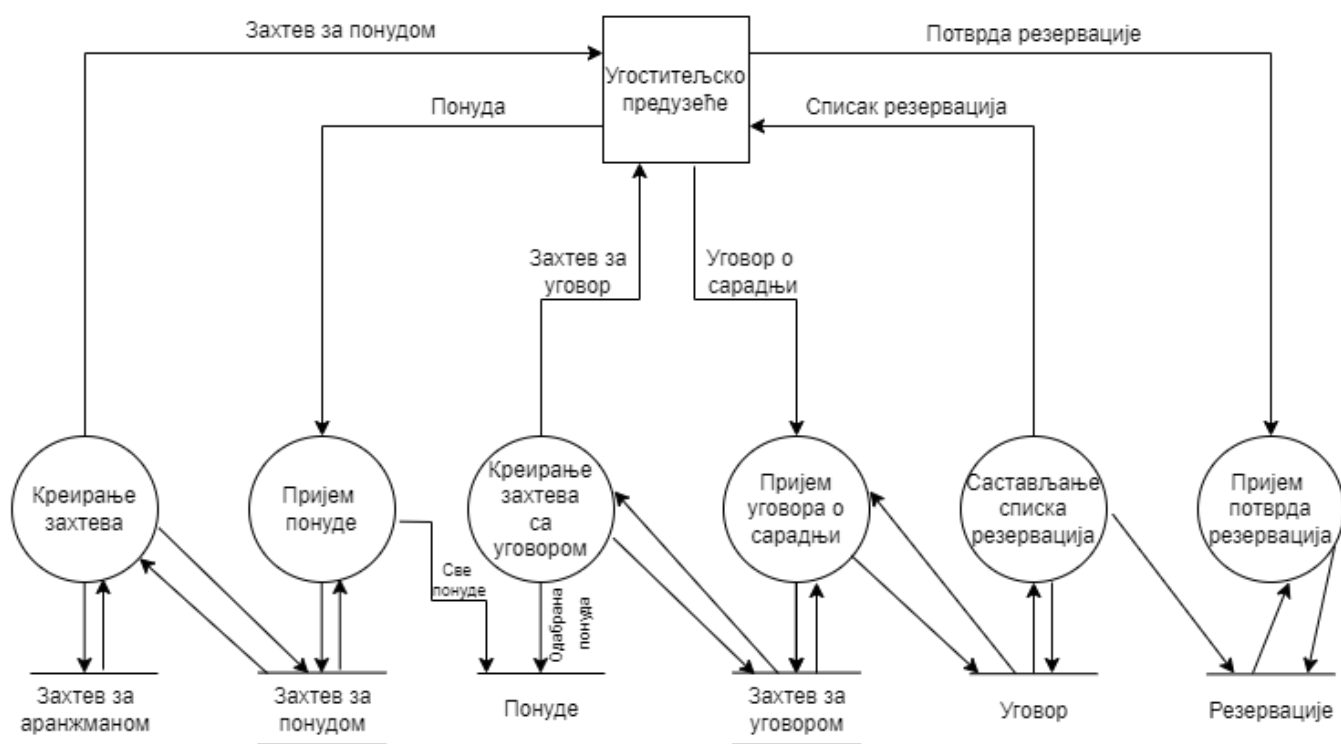 Захтев за понудом
Потврда резервације
Угоститељско
предузеће
Понуда
Списак резервација
Захтев за
уговор
Уговор о
сарадњи
Креирање
захтева
Пријем
понуде
Креирање
захтева
са
уговором
Пријем
уговора о
сарадњи
Састављање
списка
резервација
Пријем
потврда
резервација
Све
понуде
Одабрана
понуда
Захтев за
аранжманом
Захтев за
понудом
Понуде
Захтев за
уговором
Уговор
Резервације